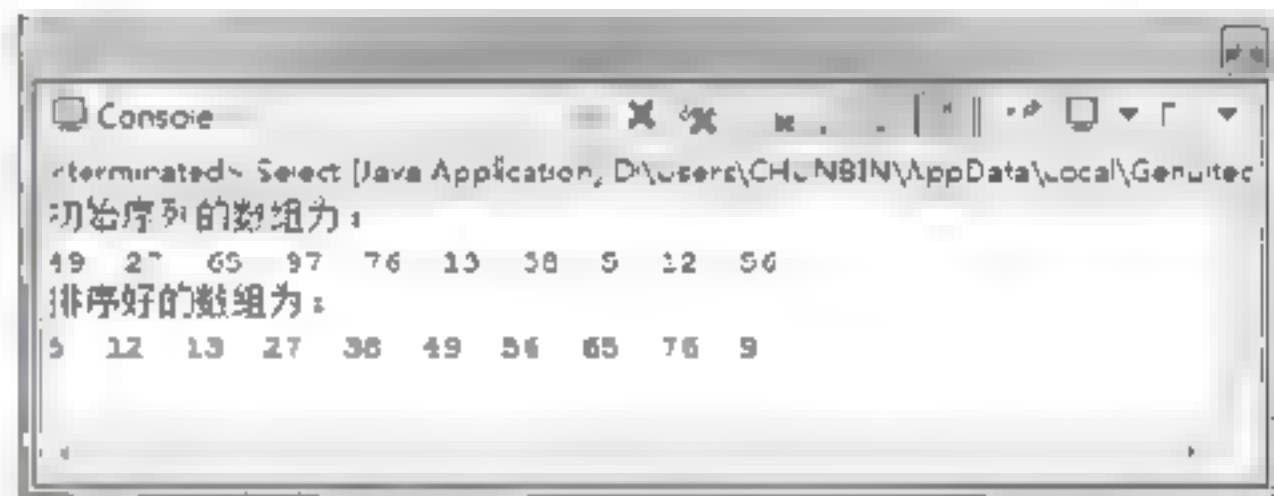 Console
<terminated> Select [Java Application, D:\Users\CHUNBIN\AppData\Local\Genuitec
初始序列的数组为：
49 27 65 97 76 13 38 5 12 56
排序好的数组为：
5 12 13 27 38 49 56 65 76 9